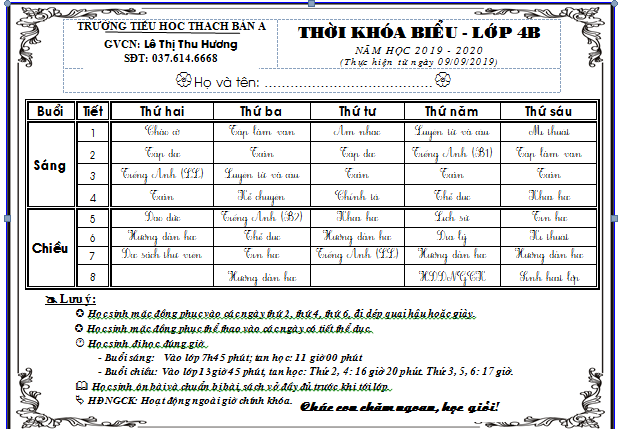 TRƯỜNG TIỂU HỌC THẠCH BÀN A
GVCN: Lê Thị Thu Hương
SĐT: 037.614.6668
THỜI KHÓA BIỂU - LỚP 4B
NĂM HỌC 2019 - 2020
(Thực hiện từ ngày 09/09/2019)
Họ và tên: .......................................
Buổi Tiết Thứ hai Thứ ba Thứ tư Thứ năm Thứ sáu
Sáng
1 Chào cờ Tập làm văn Âm nhạc Luyện từ và câu Mĩ thuật
2 Tập đọc Toán Tập đọc Tiếng Anh (B1) Tập làm văn
3 Tiếng Anh (LL) Luyện từ và câu Toán Toán Toán
4 Toán Kể chuyện Chính tả Thể dục Khoa học
Chiều
5 Đạo đức Tiếng Anh (B2) Khoa học Lịch sử Tin học
6 Hướng dẫn học Thể dục Hướng dẫn học Địa lý Kĩ thuật
7 Đọc sách thư viện Tin học Tiếng Anh (LL) Hướng dẫn học Hướng dẫn học
8 Hướng dẫn học HĐNGCK Sinh hoạt lớp
Lưu ý:
Học sinh mặc đồng phục vào các ngày thứ 2, thứ 4, thứ 6, đi dép quai hậu hoặc giày.
Học sinh mặc đồng phục thể thao vào các ngày có tiết thể dục.
Học sinh đi học đúng giờ.
- Buổi sáng: Vào lớp 7h45 phút; tan học: 11 giờ 00 phút
- Buổi chiều: Vào lớp 13 giờ 45 phút, tan học: Thứ 2, 4: 16 giờ 20 phút. Thứ 3, 5, 6: 17 giờ.
Học sinh ôn bài và chuẩn bị bài, sách vở đầy đủ trước khi tới lớp.
HĐNGCK: Hoạt động ngoài giờ chính khóa.
Chúc con chăm ngoan, học giỏi!